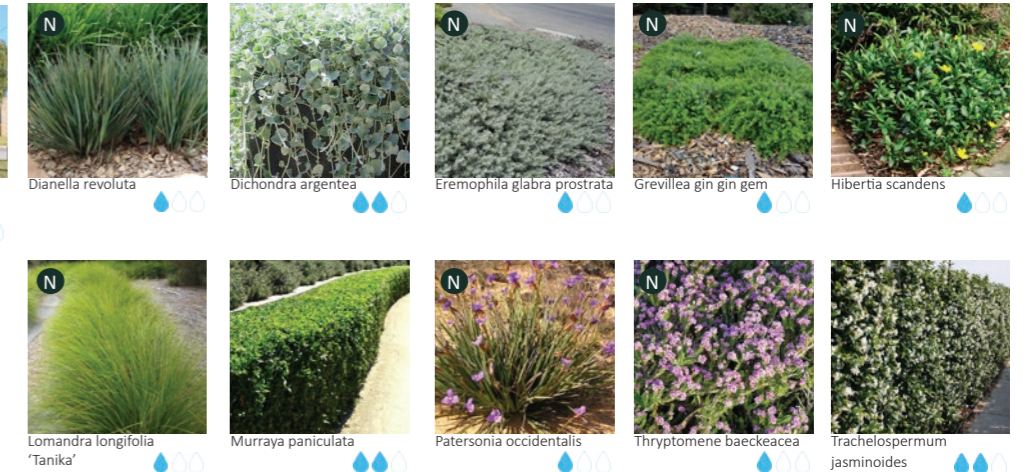 N
N
N
N
Dianella revoluta
Dichondra argentea
Eremophila glabra prostrata
Grevillea gin gin gem
Hibertia scandens
N
N
N
Lomandra longifolia
'Tanika'
Murraya paniculata
Patersonia occidentalis
Thryptomene baeckeacea
Trachelospermum
jasminoides